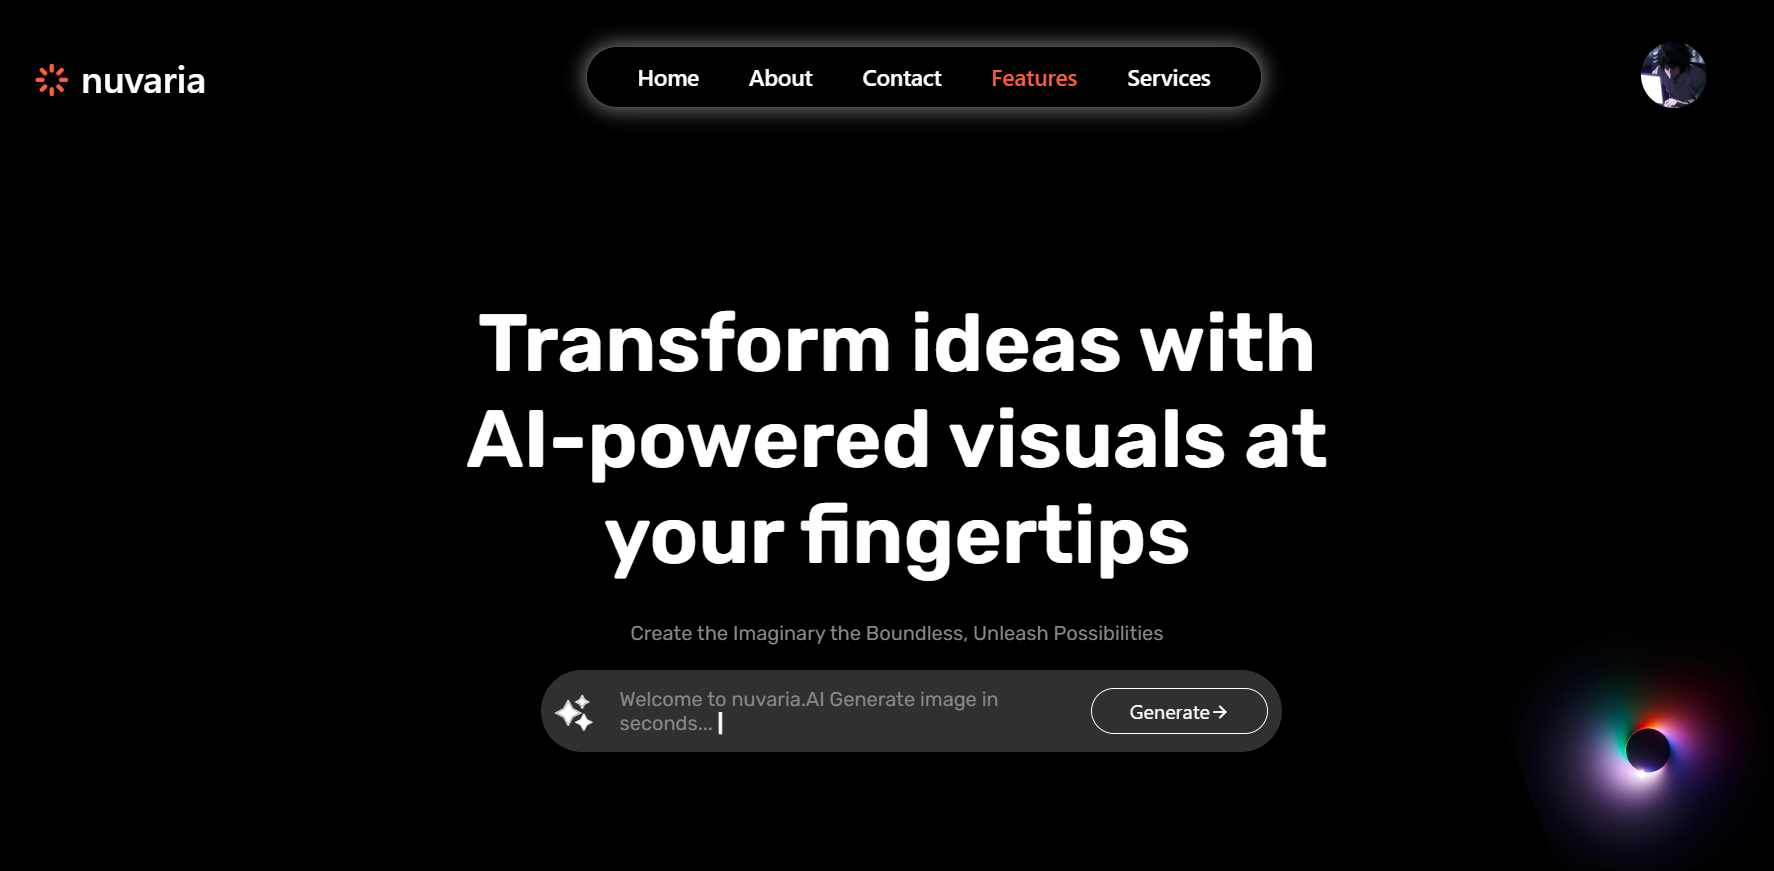 nuvaria
Home About Contact Features Services
Transform ideas with
AI-powered visuals at
your fingertips
Create the Imaginary the Boundless, Unleash Possibilities
Welcome to nuvaria.AI Generate image in
seconds...
Generate→